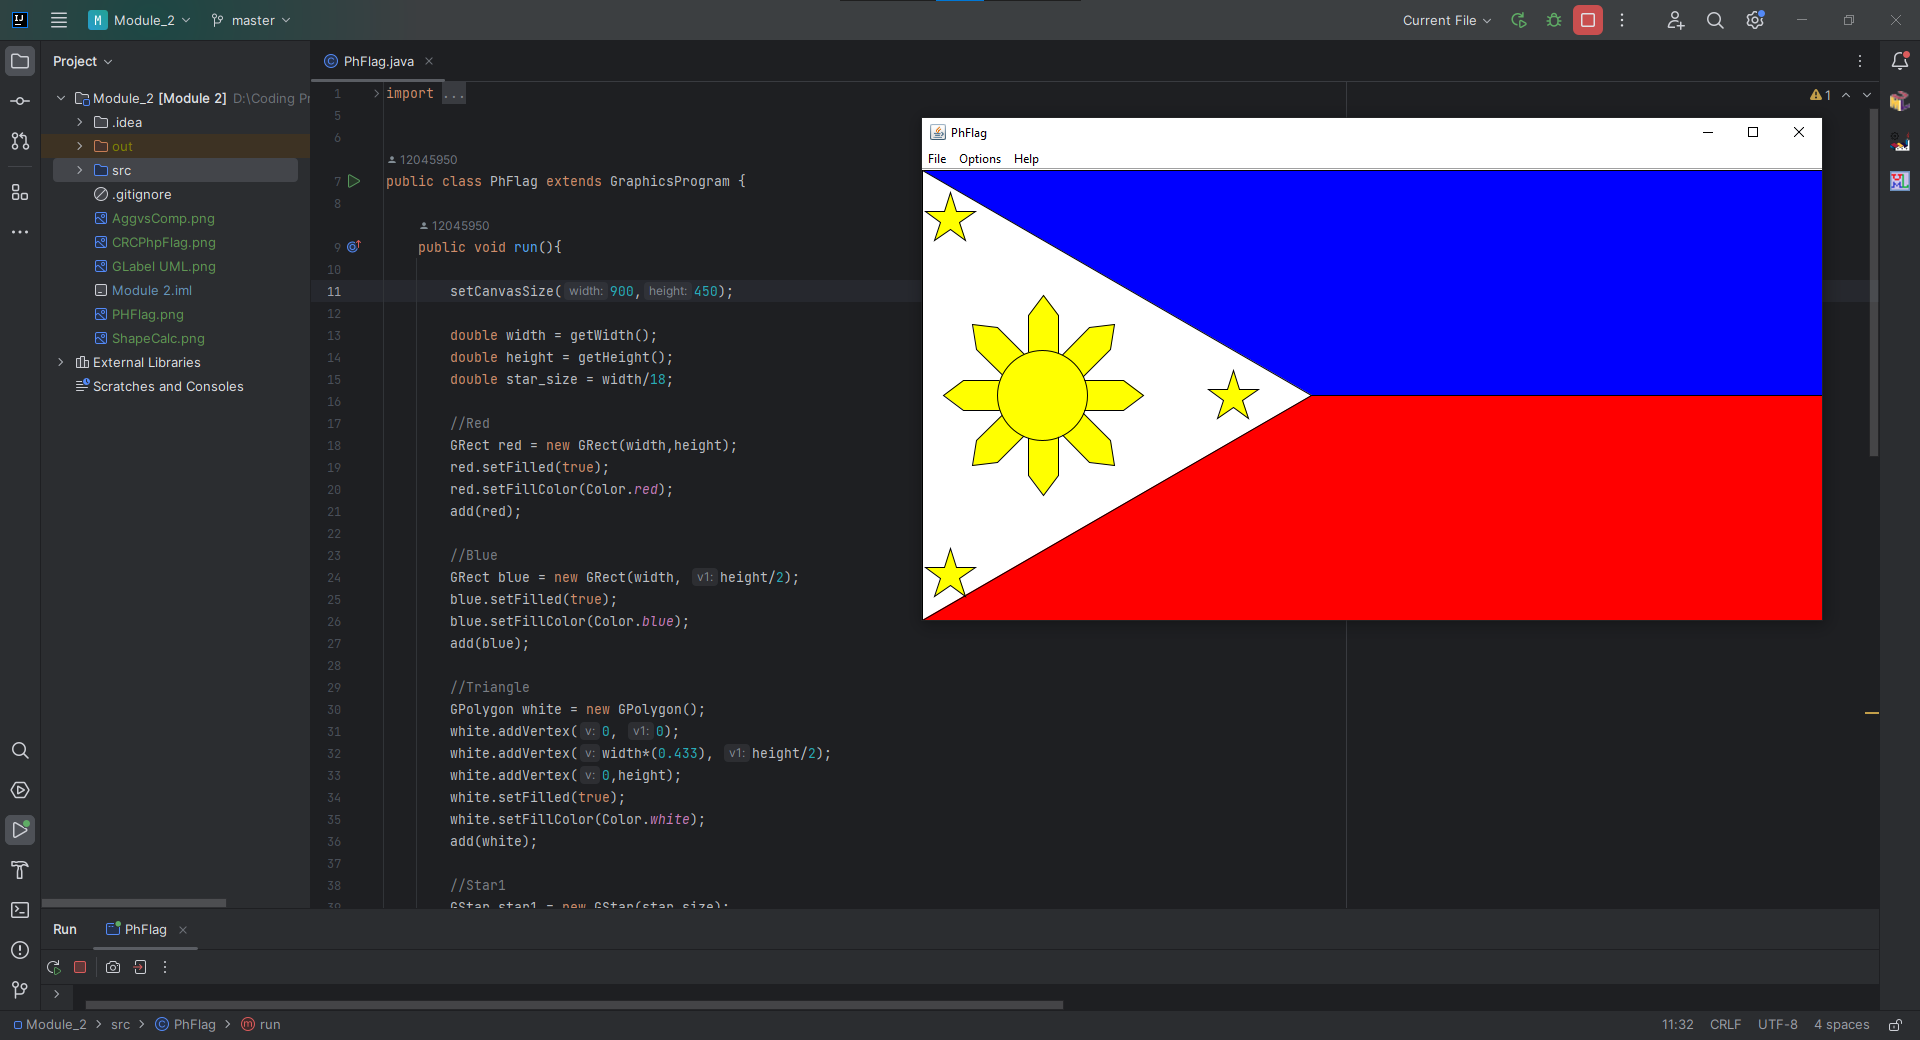 Module_2
master
Current File
Project
PhFlag.java
Module_2 [Module 2] D:\Coding Pr
.idea
out
src
.gitignore
AggvsComp.png
CRCPhpFlag.png
GLabel UML.png
Module 2.iml
PHFlag.png
ShapeCalc.png
External Libraries
Scratches and Consoles
1 import ...
5
6
12045950
7 public class PhFlag extends GraphicsProgram {
8
12045950
9 public void run(){
10
11 setCanvasSize( width: 900, height: 450);
12
13 double width = getWidth();
14 double height = getHeight();
15 double star_size = width/18;
16
17 //Red
18 GRect red = new GRect(width,height);
19 red.setFilled(true);
20 red.setFillColor(Color.red);
21 add(red);
22
23 //Blue
24 GRect blue = new GRect(width, v1: height/2);
25 blue.setFilled(true);
26 blue.setFillColor(Color.blue);
27 add(blue);
28
29 //Triangle
30 GPolygon white = new GPolygon();
31 white.addVertex( v: 0, v1: 0);
32 white.addVertex( v: width*(0.433), v1: height/2);
33 white.addVertex( v: 0,height);
34 white.setFilled(true);
35 white.setFillColor(Color.white);
36 add(white);
37
38 //Star1
39 GStar star1 = new GStar(star_size);
1
PhFlag
File Options Help
Run PhFlag
Module_2 > src > PhFlag > run
11:32 CRLF UTF-8 4 spaces